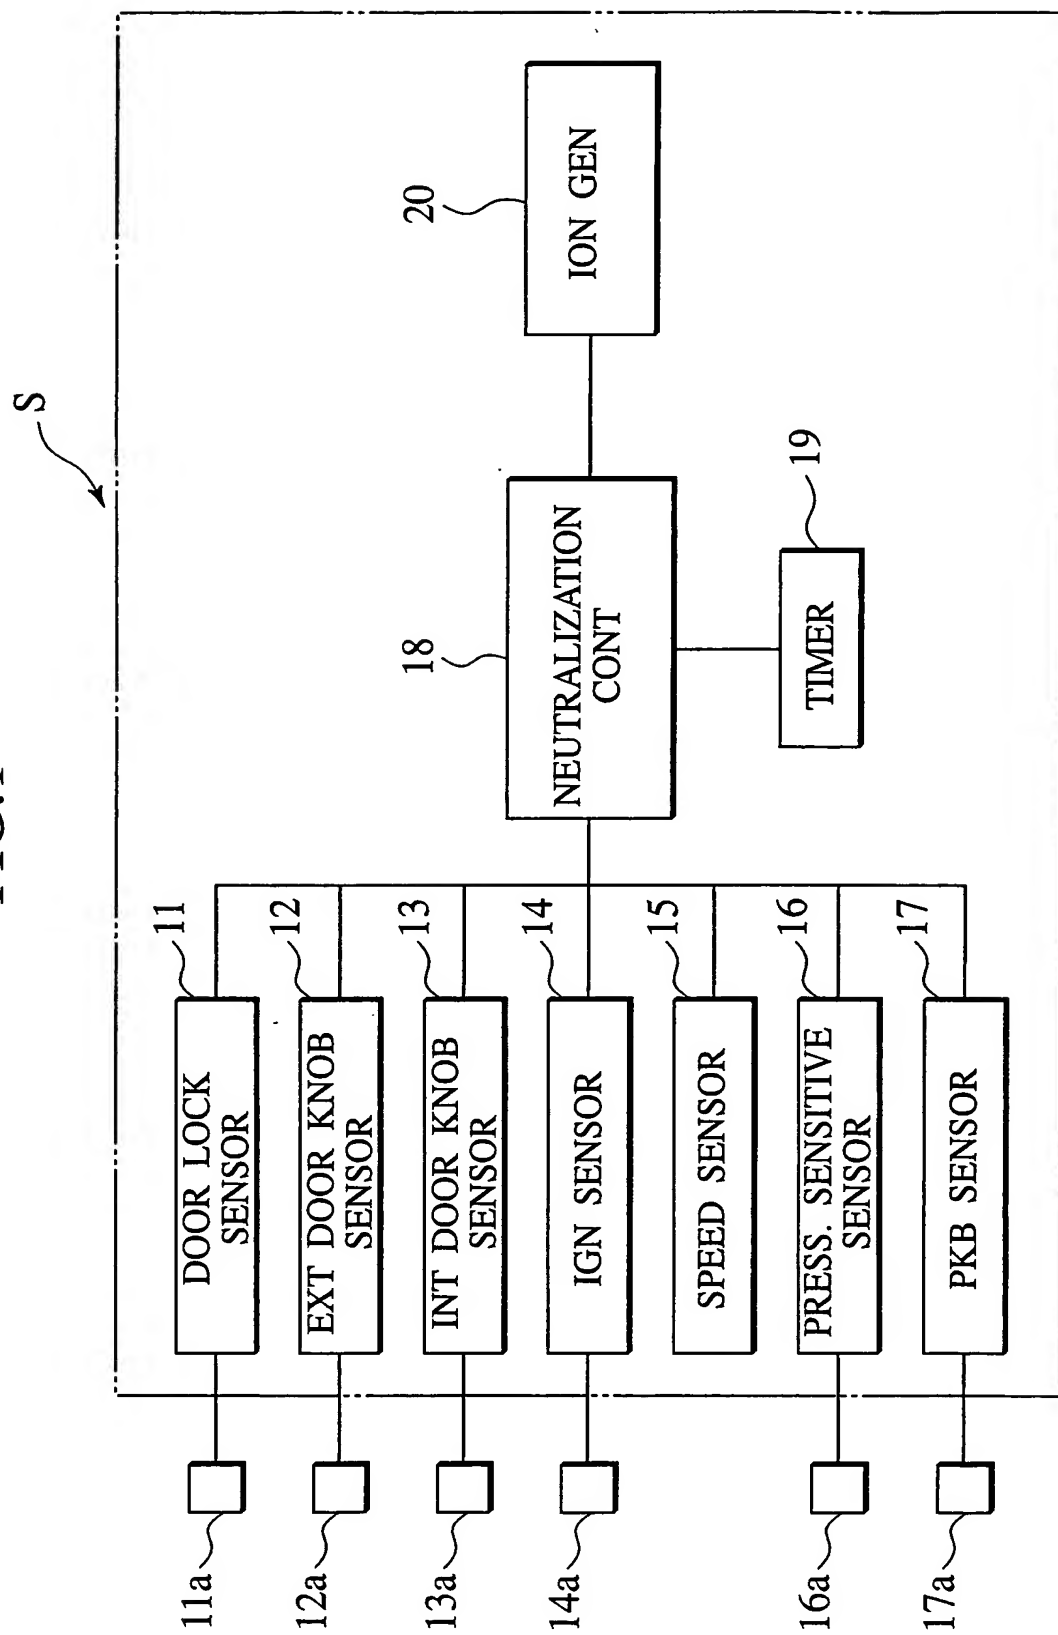 S
11a
DOOR LOCK
SENSOR
11
12a
EXT DOOR KNOB
SENSOR
12
13a
INT DOOR KNOB
SENSOR
13
14a
IGN SENSOR
14
SPEED SENSOR
15
16a
PRESS. SENSITIVE
SENSOR
16
17a
PKB SENSOR
17
18
NEUTRALIZATION
CONT
TIMER
19
20
ION GEN